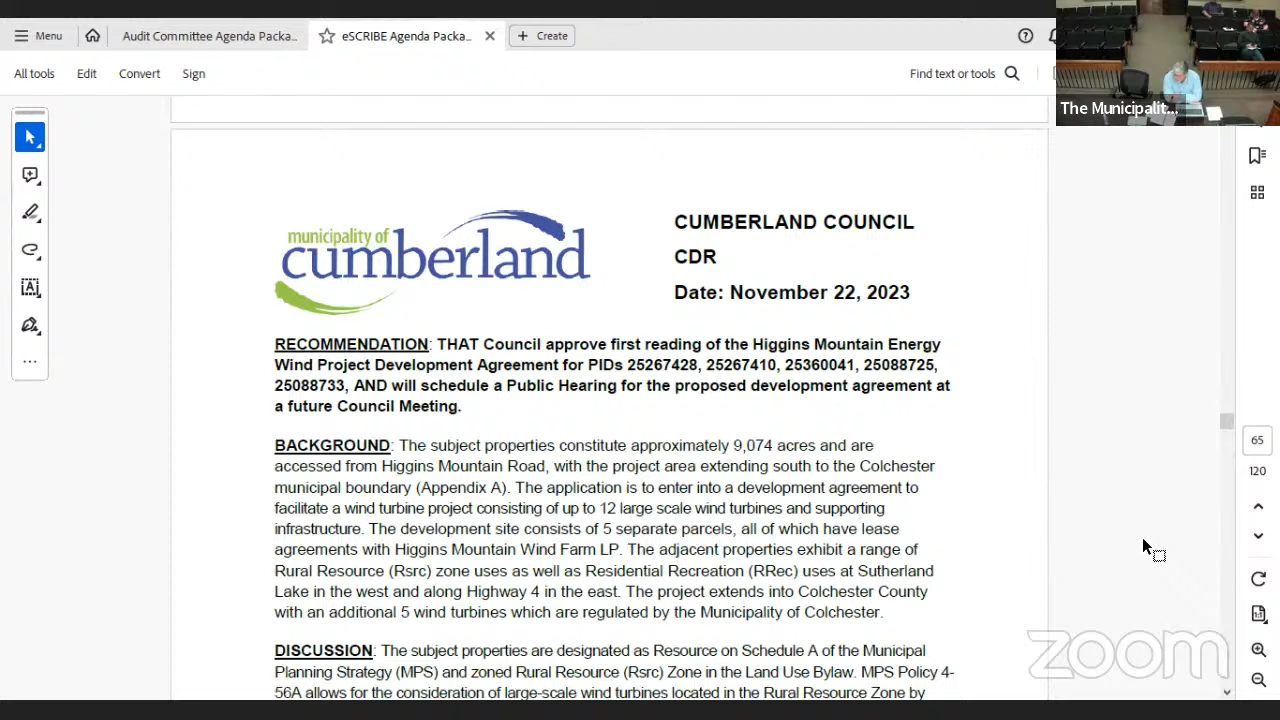 Menu
Audit Committee Agenda Packa...
eSCRIBE Agenda Packa...
Create
All tools
Edit
Convert
Sign
Find text or tools
The Municipalit...
municipality of
cumberland
CUMBERLAND COUNCIL
CDR
Date: November 22, 2023
RECOMMENDATION: THAT Council approve first reading of the Higgins Mountain Energy
Wind Project Development Agreement for PIDs 25267428, 25267410, 25360041, 25088725,
25088733, AND will schedule a Public Hearing for the proposed development agreement at
a future Council Meeting.
BACKGROUND: The subject properties constitute approximately 9,074 acres and are
accessed from Higgins Mountain Road, with the project area extending south to the Colchester
municipal boundary (Appendix A). The application is to enter into a development agreement to
facilitate a wind turbine project consisting of up to 12 large scale wind turbines and supporting
infrastructure. The development site consists of 5 separate parcels, all of which have lease
agreements with Higgins Mountain Wind Farm LP. The adjacent properties exhibit a range of
Rural Resource (Rsrc) zone uses as well as Residential Recreation (RRec) uses at Sutherland
Lake in the west and along Highway 4 in the east. The project extends into Colchester County
with an additional 5 wind turbines which are regulated by the Municipality of Colchester.
DISCUSSION: The subject properties are designated as Resource on Schedule A of the Municipal
Planning Strategy (MPS) and zoned Rural Resource (Rsrc) Zone in the Land Use Bylaw. MPS Policy 4-
56A allows for the consideration of large-scale wind turbines located in the Rural Resource Zone by
65
120
zoom